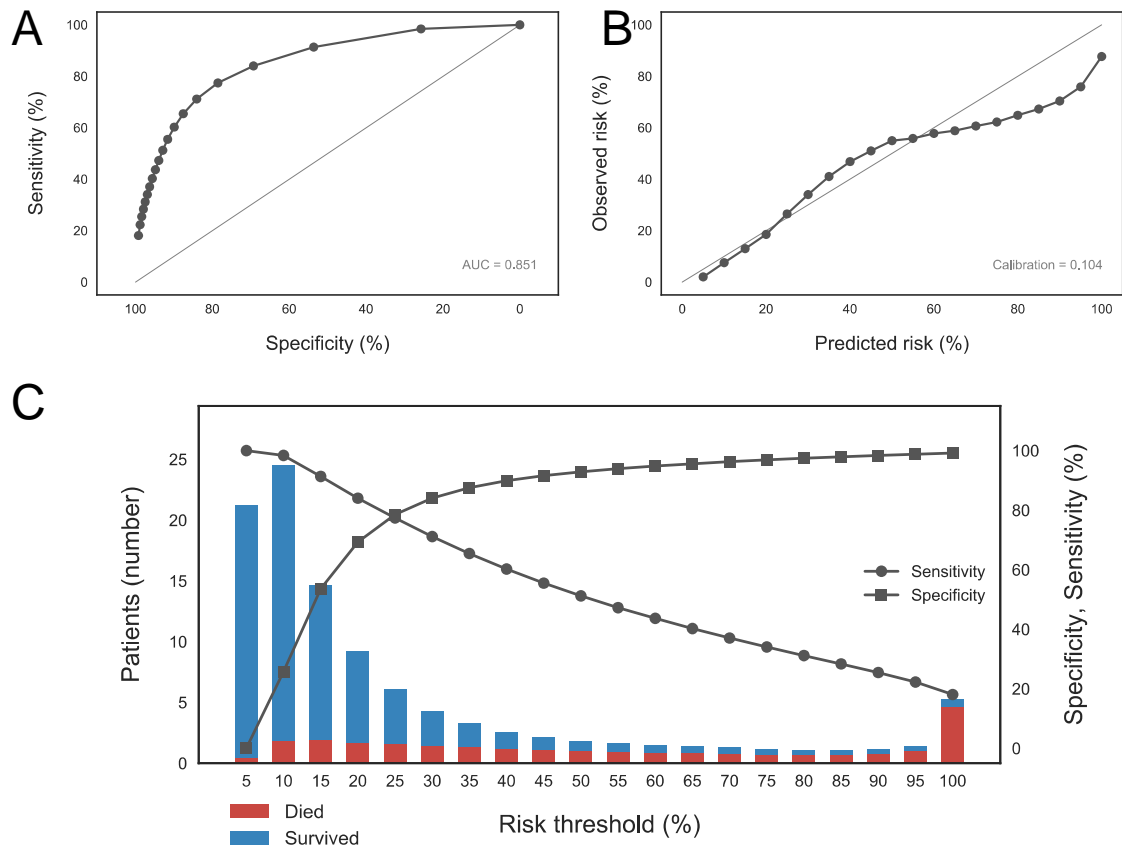 A
100
80
60
40
20
0
Sensitivity (%)
AUC = 0.851
100 80 60 40 20 0
Specificity (%)
B
100
80
60
40
20
0
Observed risk (%)
Calibration = 0.104
0 20 40 60 80 100
Predicted risk (%)
C
25
20
15
10
5
0
Patients (number)
Sensitivity
Specificity
100
80
60
40
20
0
Specificity, Sensitivity (%)
5 10 15 20 25 30 35 40 45 50 55 60 65 70 75 80 85 90 95 100
Risk threshold (%)
Died
Survived